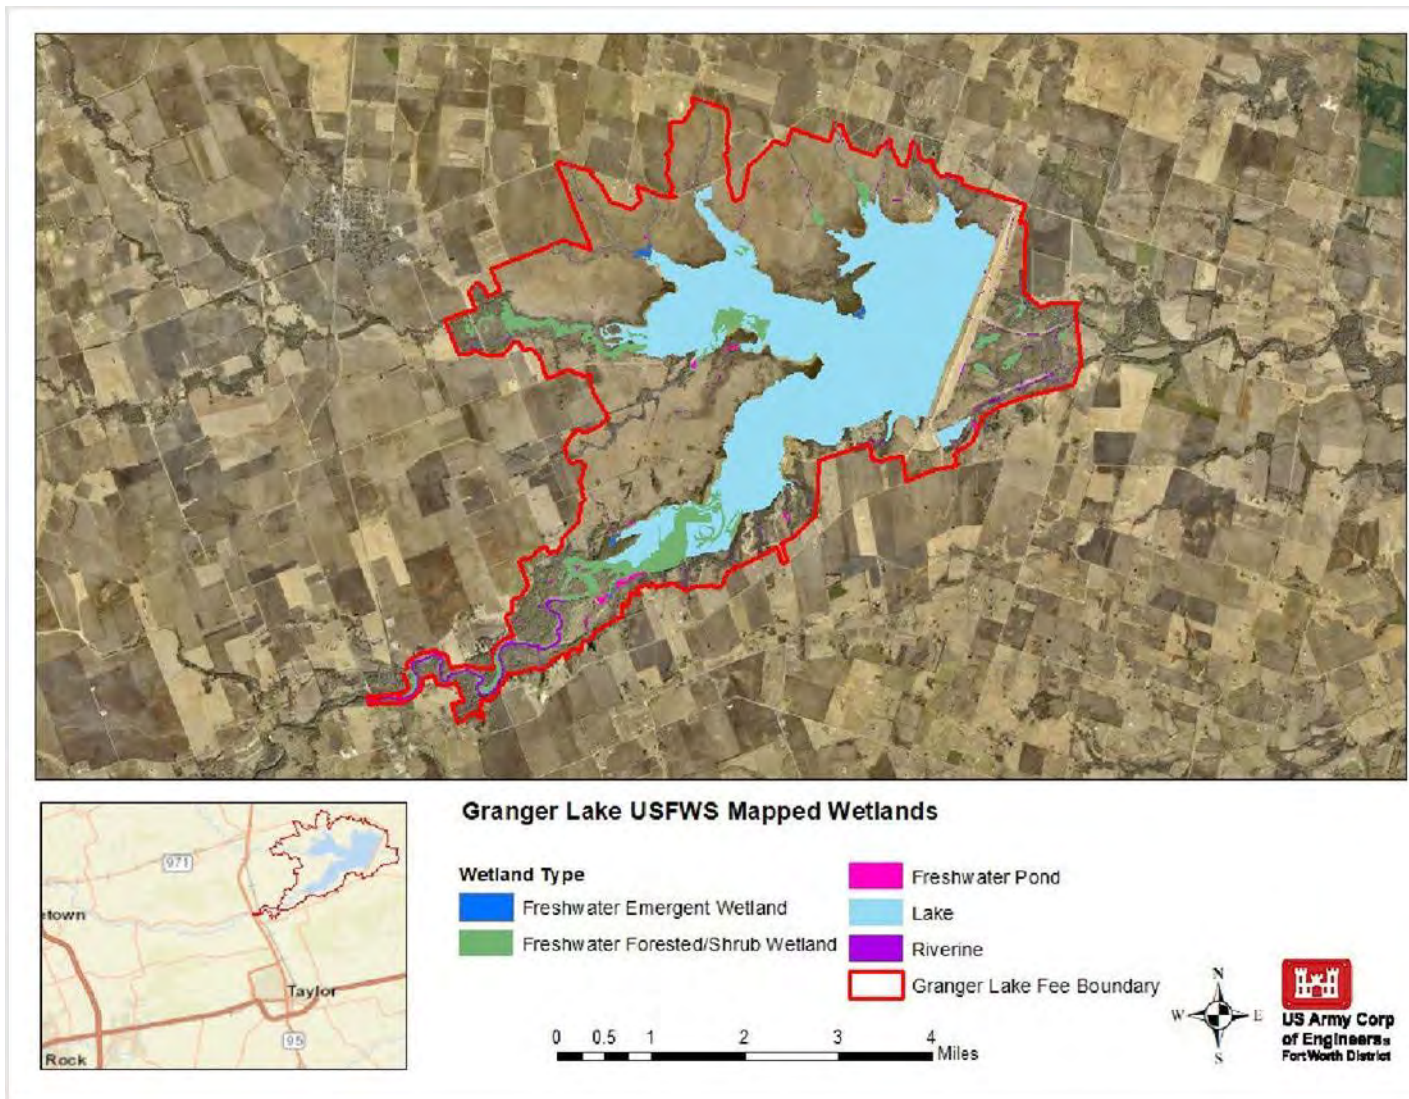 Granger Lake USFWS Mapped Wetlands
Wetland Type
Freshwater Emergent Wetland
Freshwater Forested/Shrub Wetland
Freshwater Pond
Lake
Riverine
Granger Lake Fee Boundary
971
etown
Taylor
95
Rock
0 0.5 1 2 3 4
Miles
N
W E
S
US Army Corp
of Engineers®
Fort Worth District